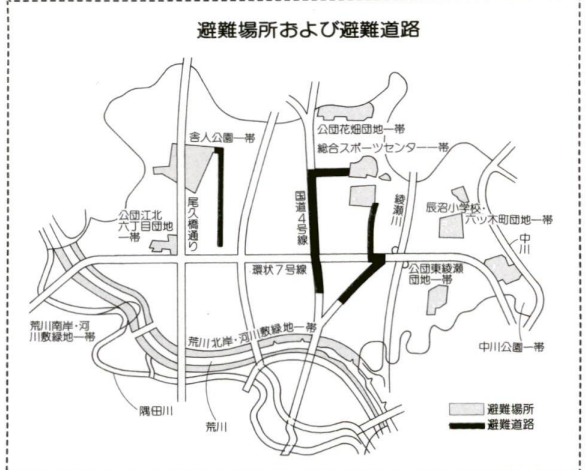 避難場所および避難道路
公団花畑団地一帯
舎人公園一帯
総合スポーツセンター一帯
尾久橋通り
国道4号線
綾瀬川
辰沼小学校・
六ツ木町団地一帯
公団江北
六丁目団地
一帯
中川
環状7号線
公団東綾瀬
団地一帯
荒川南岸・河
川敷緑地一帯
荒川北岸・河川敷緑地一帯
中川公園一帯
隅田川
荒川
避難場所
避難道路